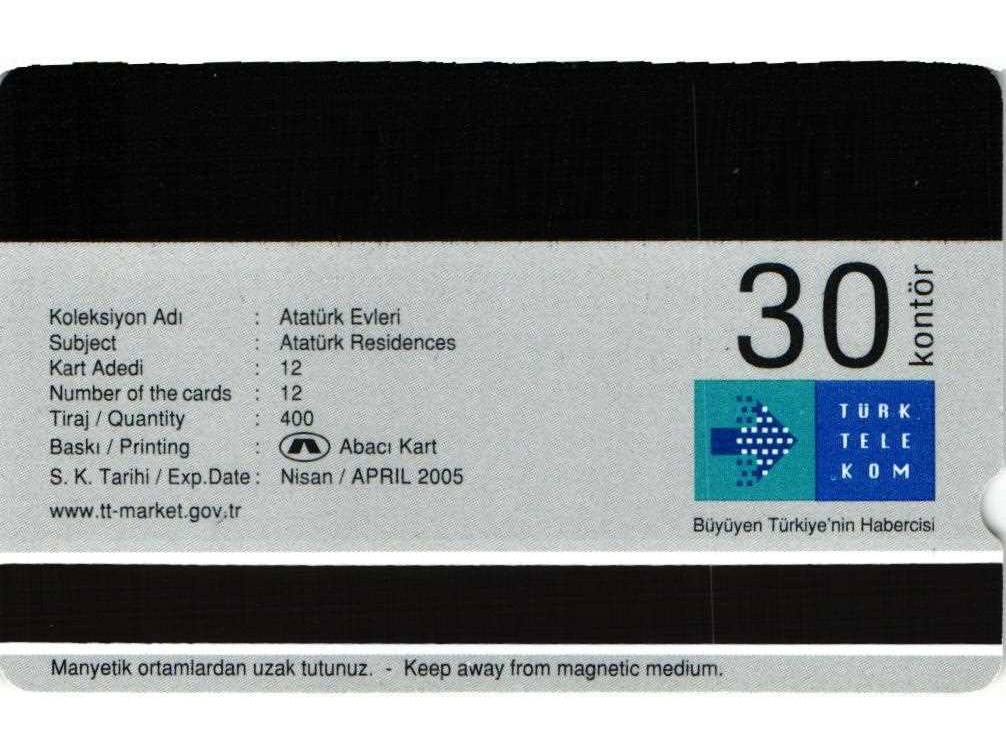 30 kontör
Koleksiyon Adı : Atatürk Evleri
Subject : Atatürk Residences
Kart Adedi : 12
Number of the cards : 12
Tiraj / Quantity : 400
Baskı / Printing : Abacı Kart
S. K. Tarihi / Exp.Date : Nisan / APRIL 2005
www.tt-market.gov.tr
TÜRK
TELE
KOM
Büyüyen Türkiye'nin Habercisi
Manyetik ortamlardan uzak tutunuz. - Keep away from magnetic medium.